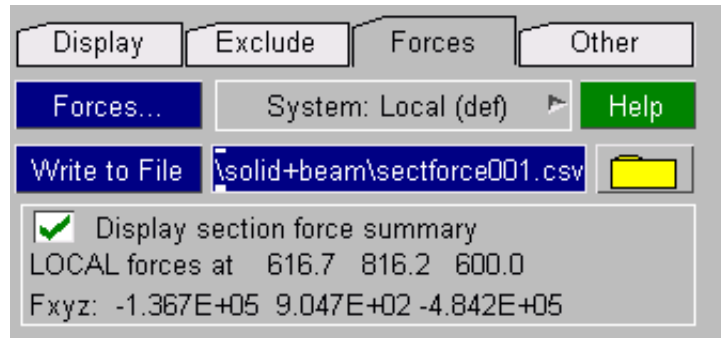 Display Exclude Forces Other
Forces... System: Local (def) Help
Write to File \solid+beam\sectforce001.csv
Display section force summary
LOCAL forces at 616.7 816.2 600.0
Fxyz: -1.367E+05 9.047E+02 -4.842E+05